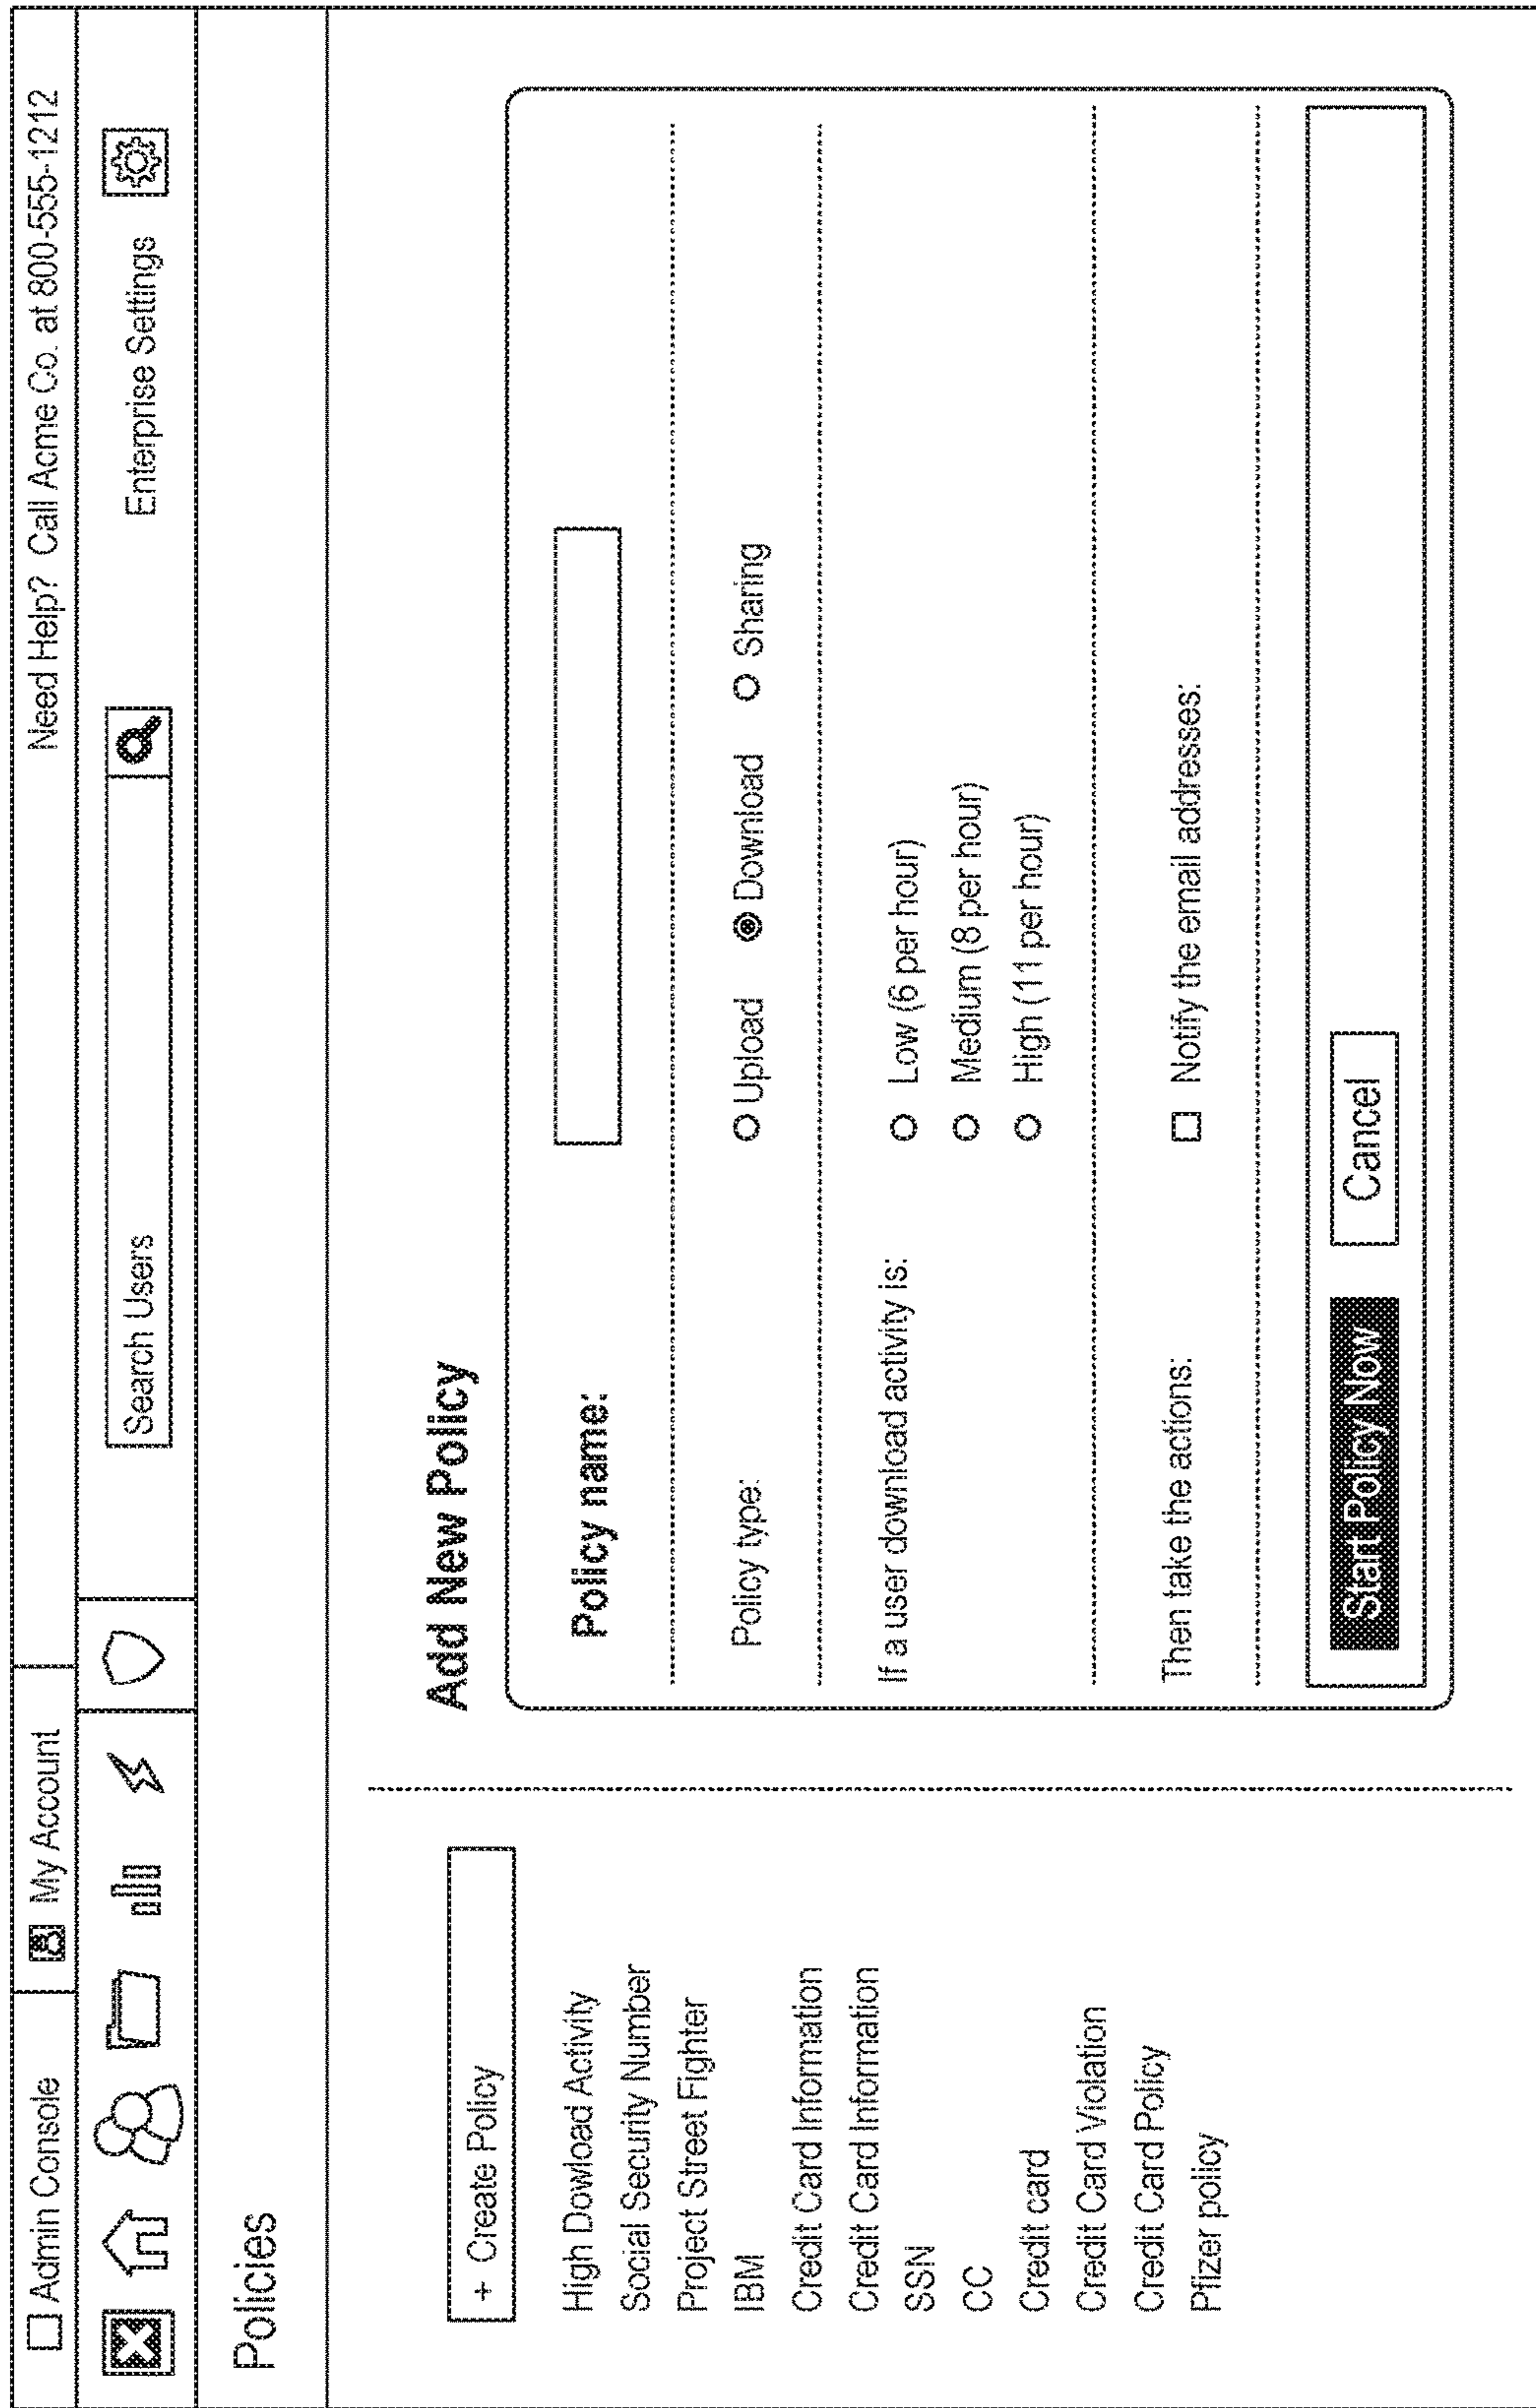 Admin Console
My Account
Need Help? Call Acme Co. at 800-555-1212
Search Users
Enterprise Settings
Policies
+ Create Policy
High Dowload Activity
Social Security Number
Project Street Fighter
IBM
Credit Card Information
Credit Card Information
SSN
CC
Credit card
Credit Card Violation
Credit Card Policy
Pfizer policy
Add New Policy
Policy name:
Policy type:
Upload
Download
Sharing
If a user download activity is:
Low (6 per hour)
Medium (8 per hour)
High (11 per hour)
Then take the actions:
Notify the email addresses:
Start Policy Now
Cancel